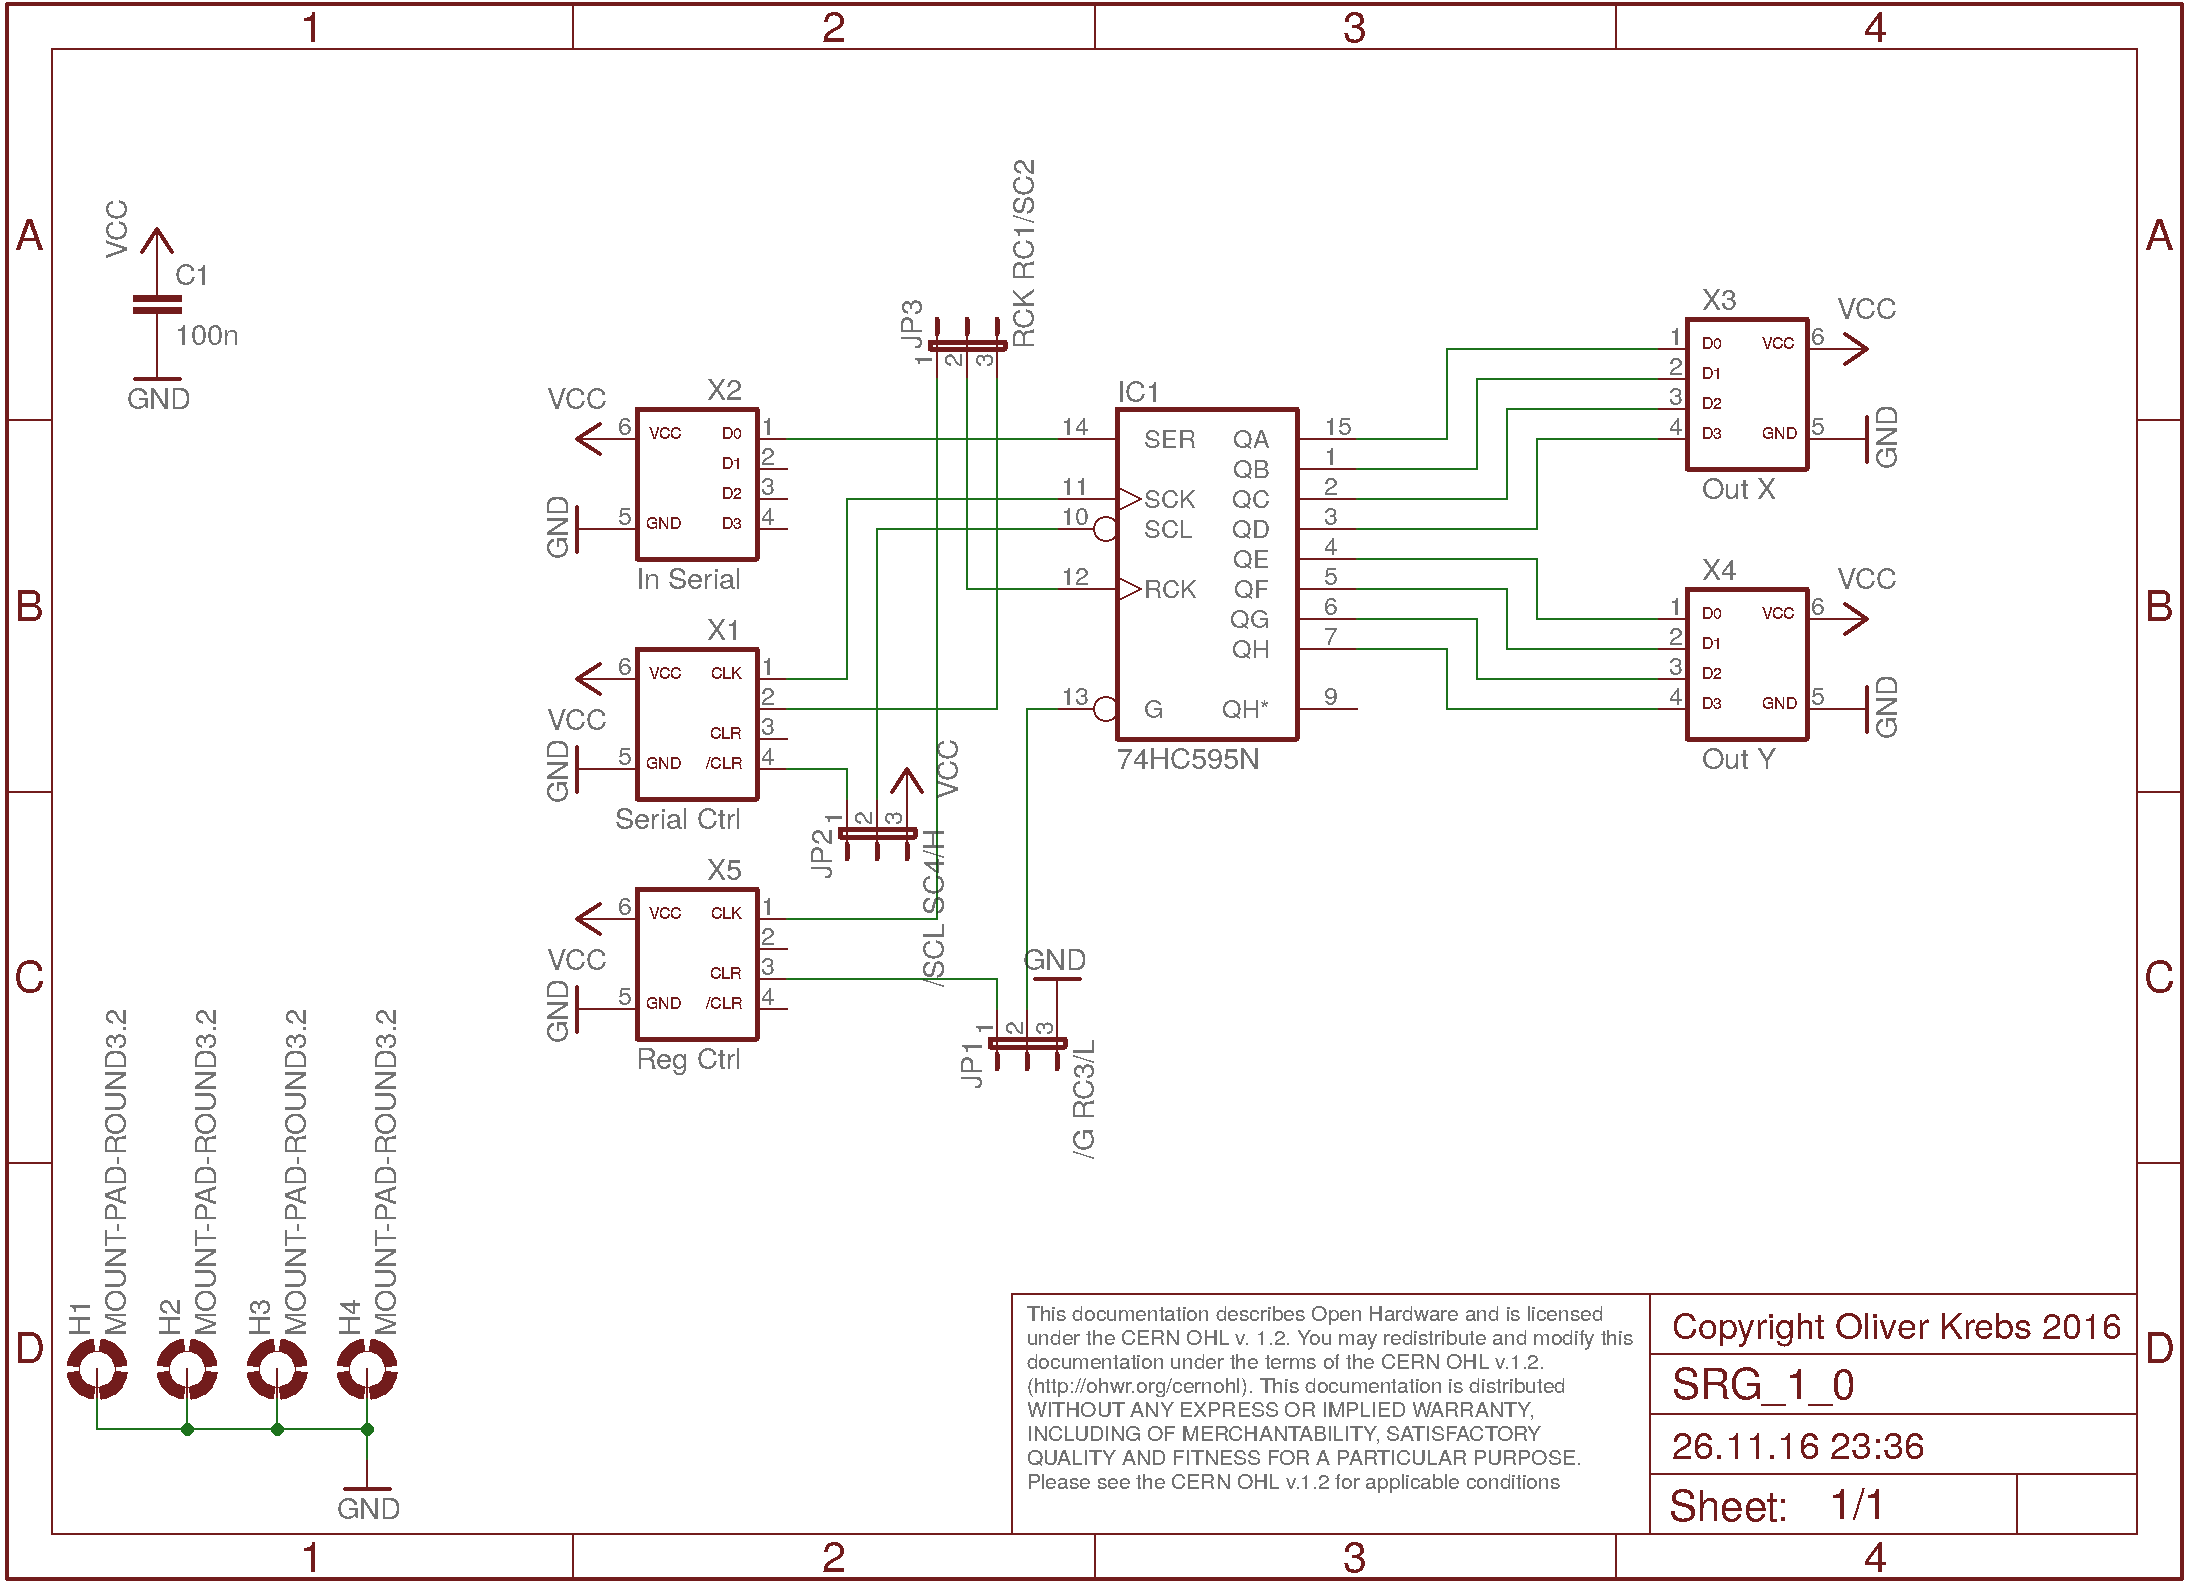 1 2 3 4
A A
B B
C C
D D
VCC
C1
100n
GND
JP3
1 2 3
RCK RC1/SC2
X2
VCC
6 VCC D0 1
D1 2
D2 3
GND 5 GND D3 4
In Serial
X1
6 VCC CLK 1
2
VCC
CLR 3
GND 5 GND /CLR 4
Serial Ctrl
JP2
1 2 3
VCC
/SCL SC4/H
X5
6 VCC CLK 1
2
VCC
CLR 3
GND 5 GND /CLR 4
Reg Ctrl
GND
JP1
1 2 3
/G RC3/L
IC1
14 SER QA 15
QB 1
11 SCK QC 2
10 SCL QD 3
QE 4
12 RCK QF 5
QG 6
QH 7
13 G QH* 9
74HC595N
X3
VCC
1 D0 VCC 6
2 D1
3 D2
4 D3 GND 5 GND
Out X
X4
VCC
1 D0 VCC 6
2 D1
3 D2
4 D3 GND 5 GND
Out Y
H1
MOUNT-PAD-ROUND3.2
H2
MOUNT-PAD-ROUND3.2
H3
MOUNT-PAD-ROUND3.2
H4
MOUNT-PAD-ROUND3.2
GND
This documentation describes Open Hardware and is licensed
under the CERN OHL v. 1.2. You may redistribute and modify this
documentation under the terms of the CERN OHL v.1.2.
(http://ohwr.org/cernohl). This documentation is distributed
WITHOUT ANY EXPRESS OR IMPLIED WARRANTY,
INCLUDING OF MERCHANTABILITY, SATISFACTORY
QUALITY AND FITNESS FOR A PARTICULAR PURPOSE.
Please see the CERN OHL v.1.2 for applicable conditions
Copyright Oliver Krebs 2016
SRG_1_0
26.11.16 23:36
Sheet: 1/1
1 2 3 4